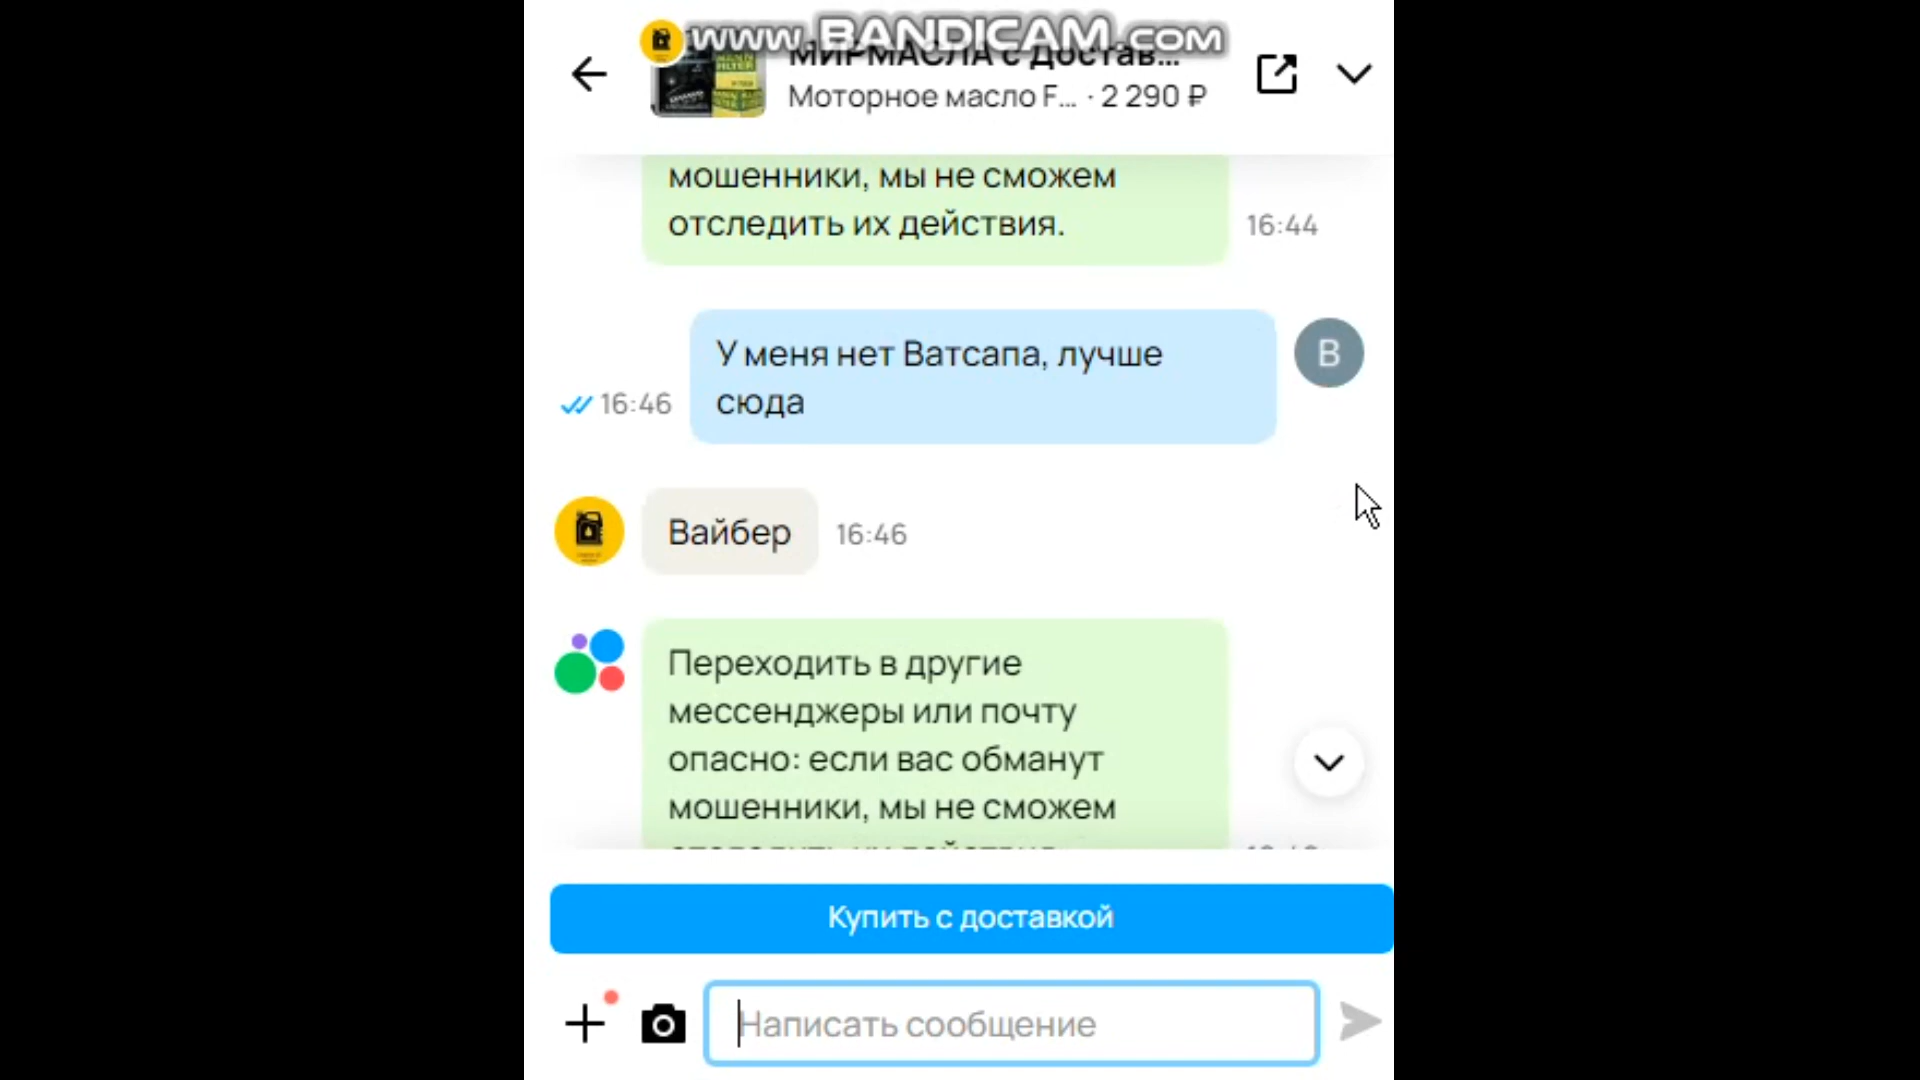 www.BANDICAM.com
МИРМАСЛА с Достав...
Моторное масло F... · 2 290 ₽
мошенники, мы не сможем
отследить их действия.
16:44
У меня нет Ватсапа, лучше
сюда
16:46
В
Вайбер
16:46
Переходить в другие
мессенджеры или почту
опасно: если вас обманут
мошенники, мы не сможем
Купить с доставкой
Написать сообщение